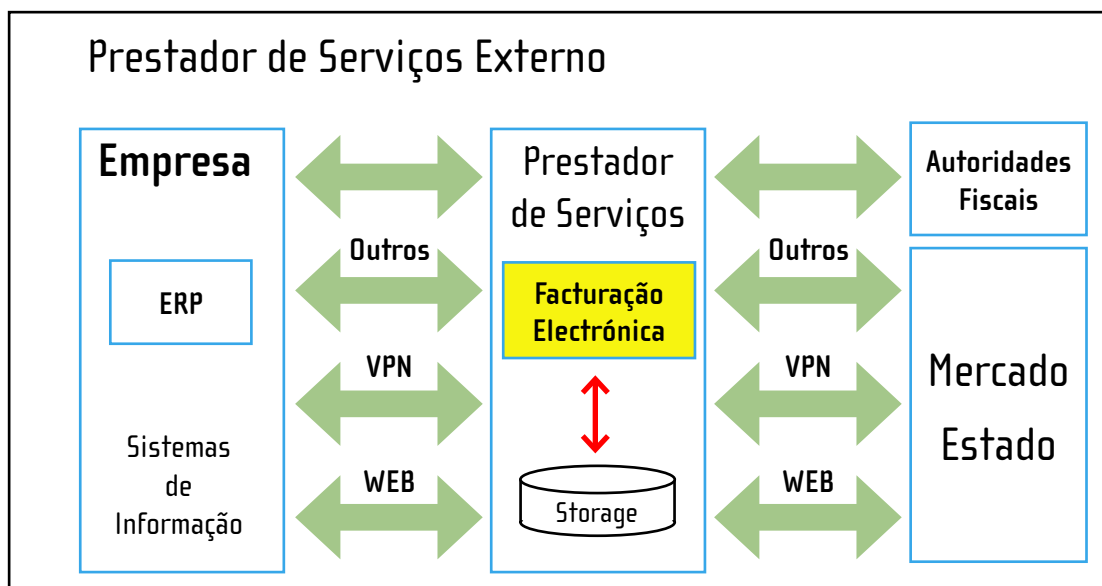 Prestador de Serviços Externo
Empresa
ERP
Sistemas
de
Informação
Outros
VPN
WEB
Prestador
de Serviços
Facturação
Electrónica
Storage
Outros
VPN
WEB
Autoridades
Fiscais
Mercado
Estado